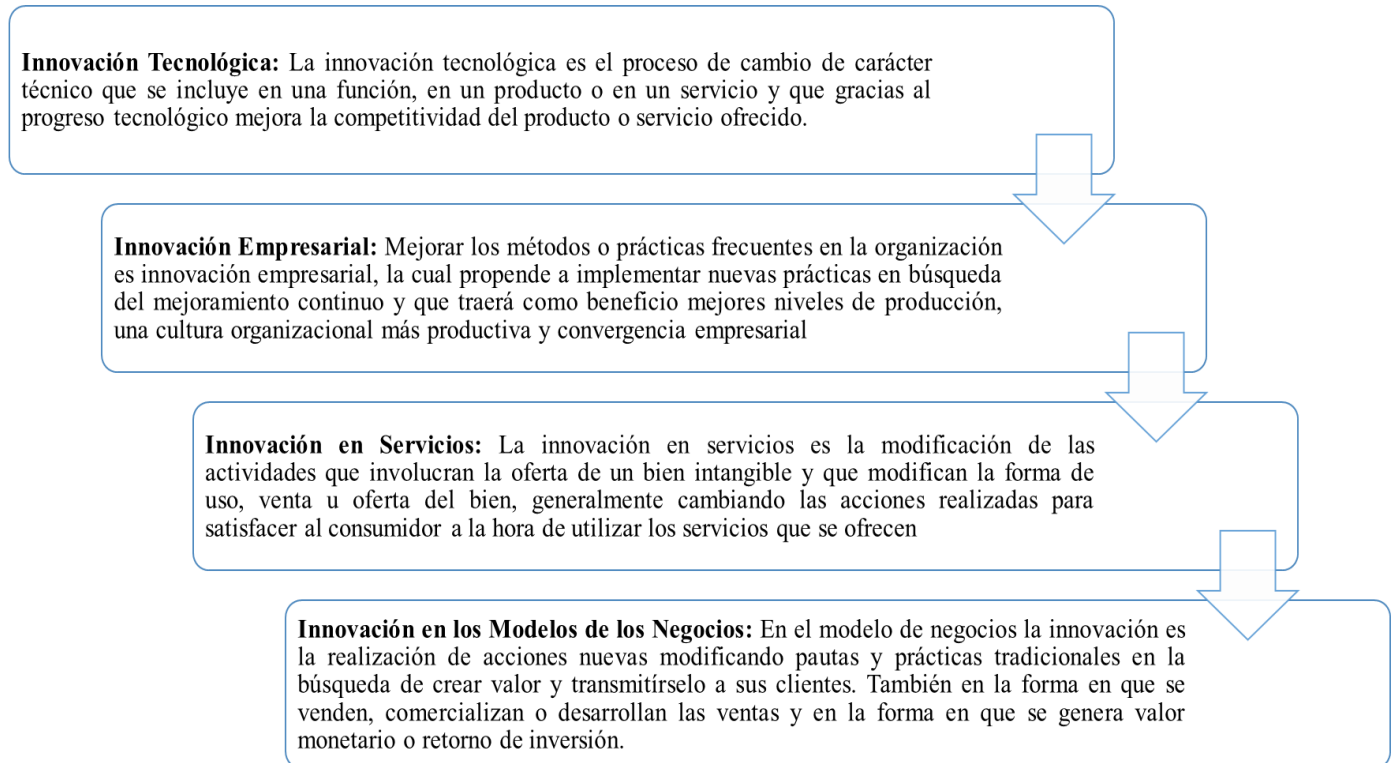 Innovación Tecnológica: La innovación tecnológica es el proceso de cambio de carácter
técnico que se incluye en una función, en un producto o en un servicio y que gracias al
progreso tecnológico mejora la competitividad del producto o servicio ofrecido.
Innovación Empresarial: Mejorar los métodos o prácticas frecuentes en la organización
es innovación empresarial, la cual propende a implementar nuevas prácticas en búsqueda
del mejoramiento continuo y que traerá como beneficio mejores niveles de producción,
una cultura organizacional más productiva y convergencia empresarial
Innovación en Servicios: La innovación en servicios es la modificación de las
actividades que involucran la oferta de un bien intangible y que modifican la forma de
uso, venta u oferta del bien, generalmente cambiando las acciones realizadas para
satisfacer al consumidor a la hora de utilizar los servicios que se ofrecen
Innovación en los Modelos de los Negocios: En el modelo de negocios la innovación es
la realización de acciones nuevas modificando pautas y prácticas tradicionales en la
búsqueda de crear valor y transmitírselo a sus clientes. También en la forma en que se
venden, comercializan o desarrollan las ventas y en la forma en que se genera valor
monetario o retorno de inversión.